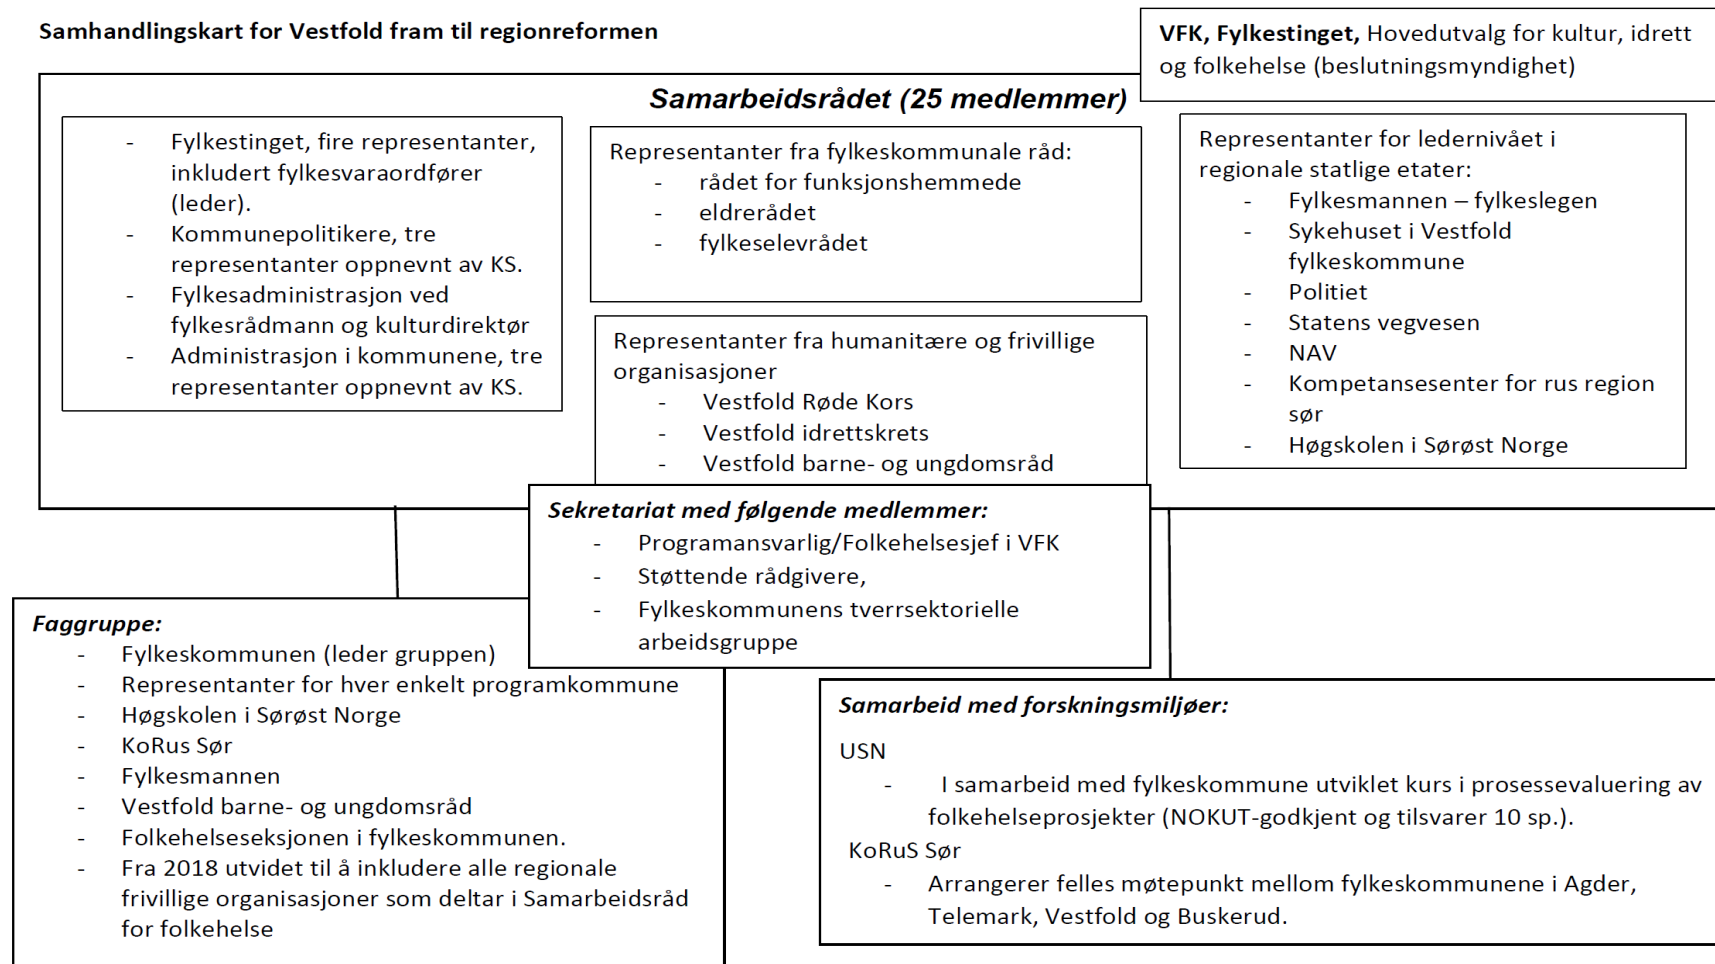 Samhandlingskart for Vestfold fram til regionreformen
VFK, Fylkestinget, Hovedutvalg for kultur, idrett
og folkehelse (beslutningsmyndighet)
Samarbeidsrådet (25 medlemmer)
- Fylkestinget, fire representanter,
inkludert fylkesvaraordfører
(leder).
- Kommunepolitikere, tre
representanter oppnevnt av KS.
- Fylkesadministrasjon ved
fylkesrådmann og kulturdirektør
- Administrasjon i kommunene, tre
representanter oppnevnt av KS.
Representanter fra fylkeskommunale råd:
- rådet for funksjonshemmede
- eldrerådet
- fylkeselevrådet
Representanter fra humanitære og frivillige
organisasjoner
- Vestfold Røde Kors
- Vestfold idrettskrets
- Vestfold barne- og ungdomsråd
Representanter for ledernivået i
regionale statlige etater:
- Fylkesmannen – fylkeslegen
- Sykehuset i Vestfold
fylkeskommune
- Politiet
- Statens vegvesen
- NAV
- Kompetansesenter for rus region
sør
- Høgskolen i Sørøst Norge
Sekretariat med følgende medlemmer:
- Programansvarlig/Folkehelsesjef i VFK
- Støttende rådgivere,
- Fylkeskommunens tverrsektorielle
arbeidsgruppe
Faggruppe:
- Fylkeskommunen (leder gruppen)
- Representanter for hver enkelt programkommune
- Høgskolen i Sørøst Norge
- KoRus Sør
- Fylkesmannen
- Vestfold barne- og ungdomsråd
- Folkehelseseksjonen i fylkeskommunen.
- Fra 2018 utvidet til å inkludere alle regionale
frivillige organisasjoner som deltar i Samarbeidsråd
for folkehelse
Samarbeid med forskningsmiljøer:
USN
- I samarbeid med fylkeskommune utviklet kurs i prosessevaluering av
folkehelseprosjekter (NOKUT-godkjent og tilsvarer 10 sp.).
KoRuS Sør
- Arrangerer felles møtepunkt mellom fylkeskommunene i Agder,
Telemark, Vestfold og Buskerud.